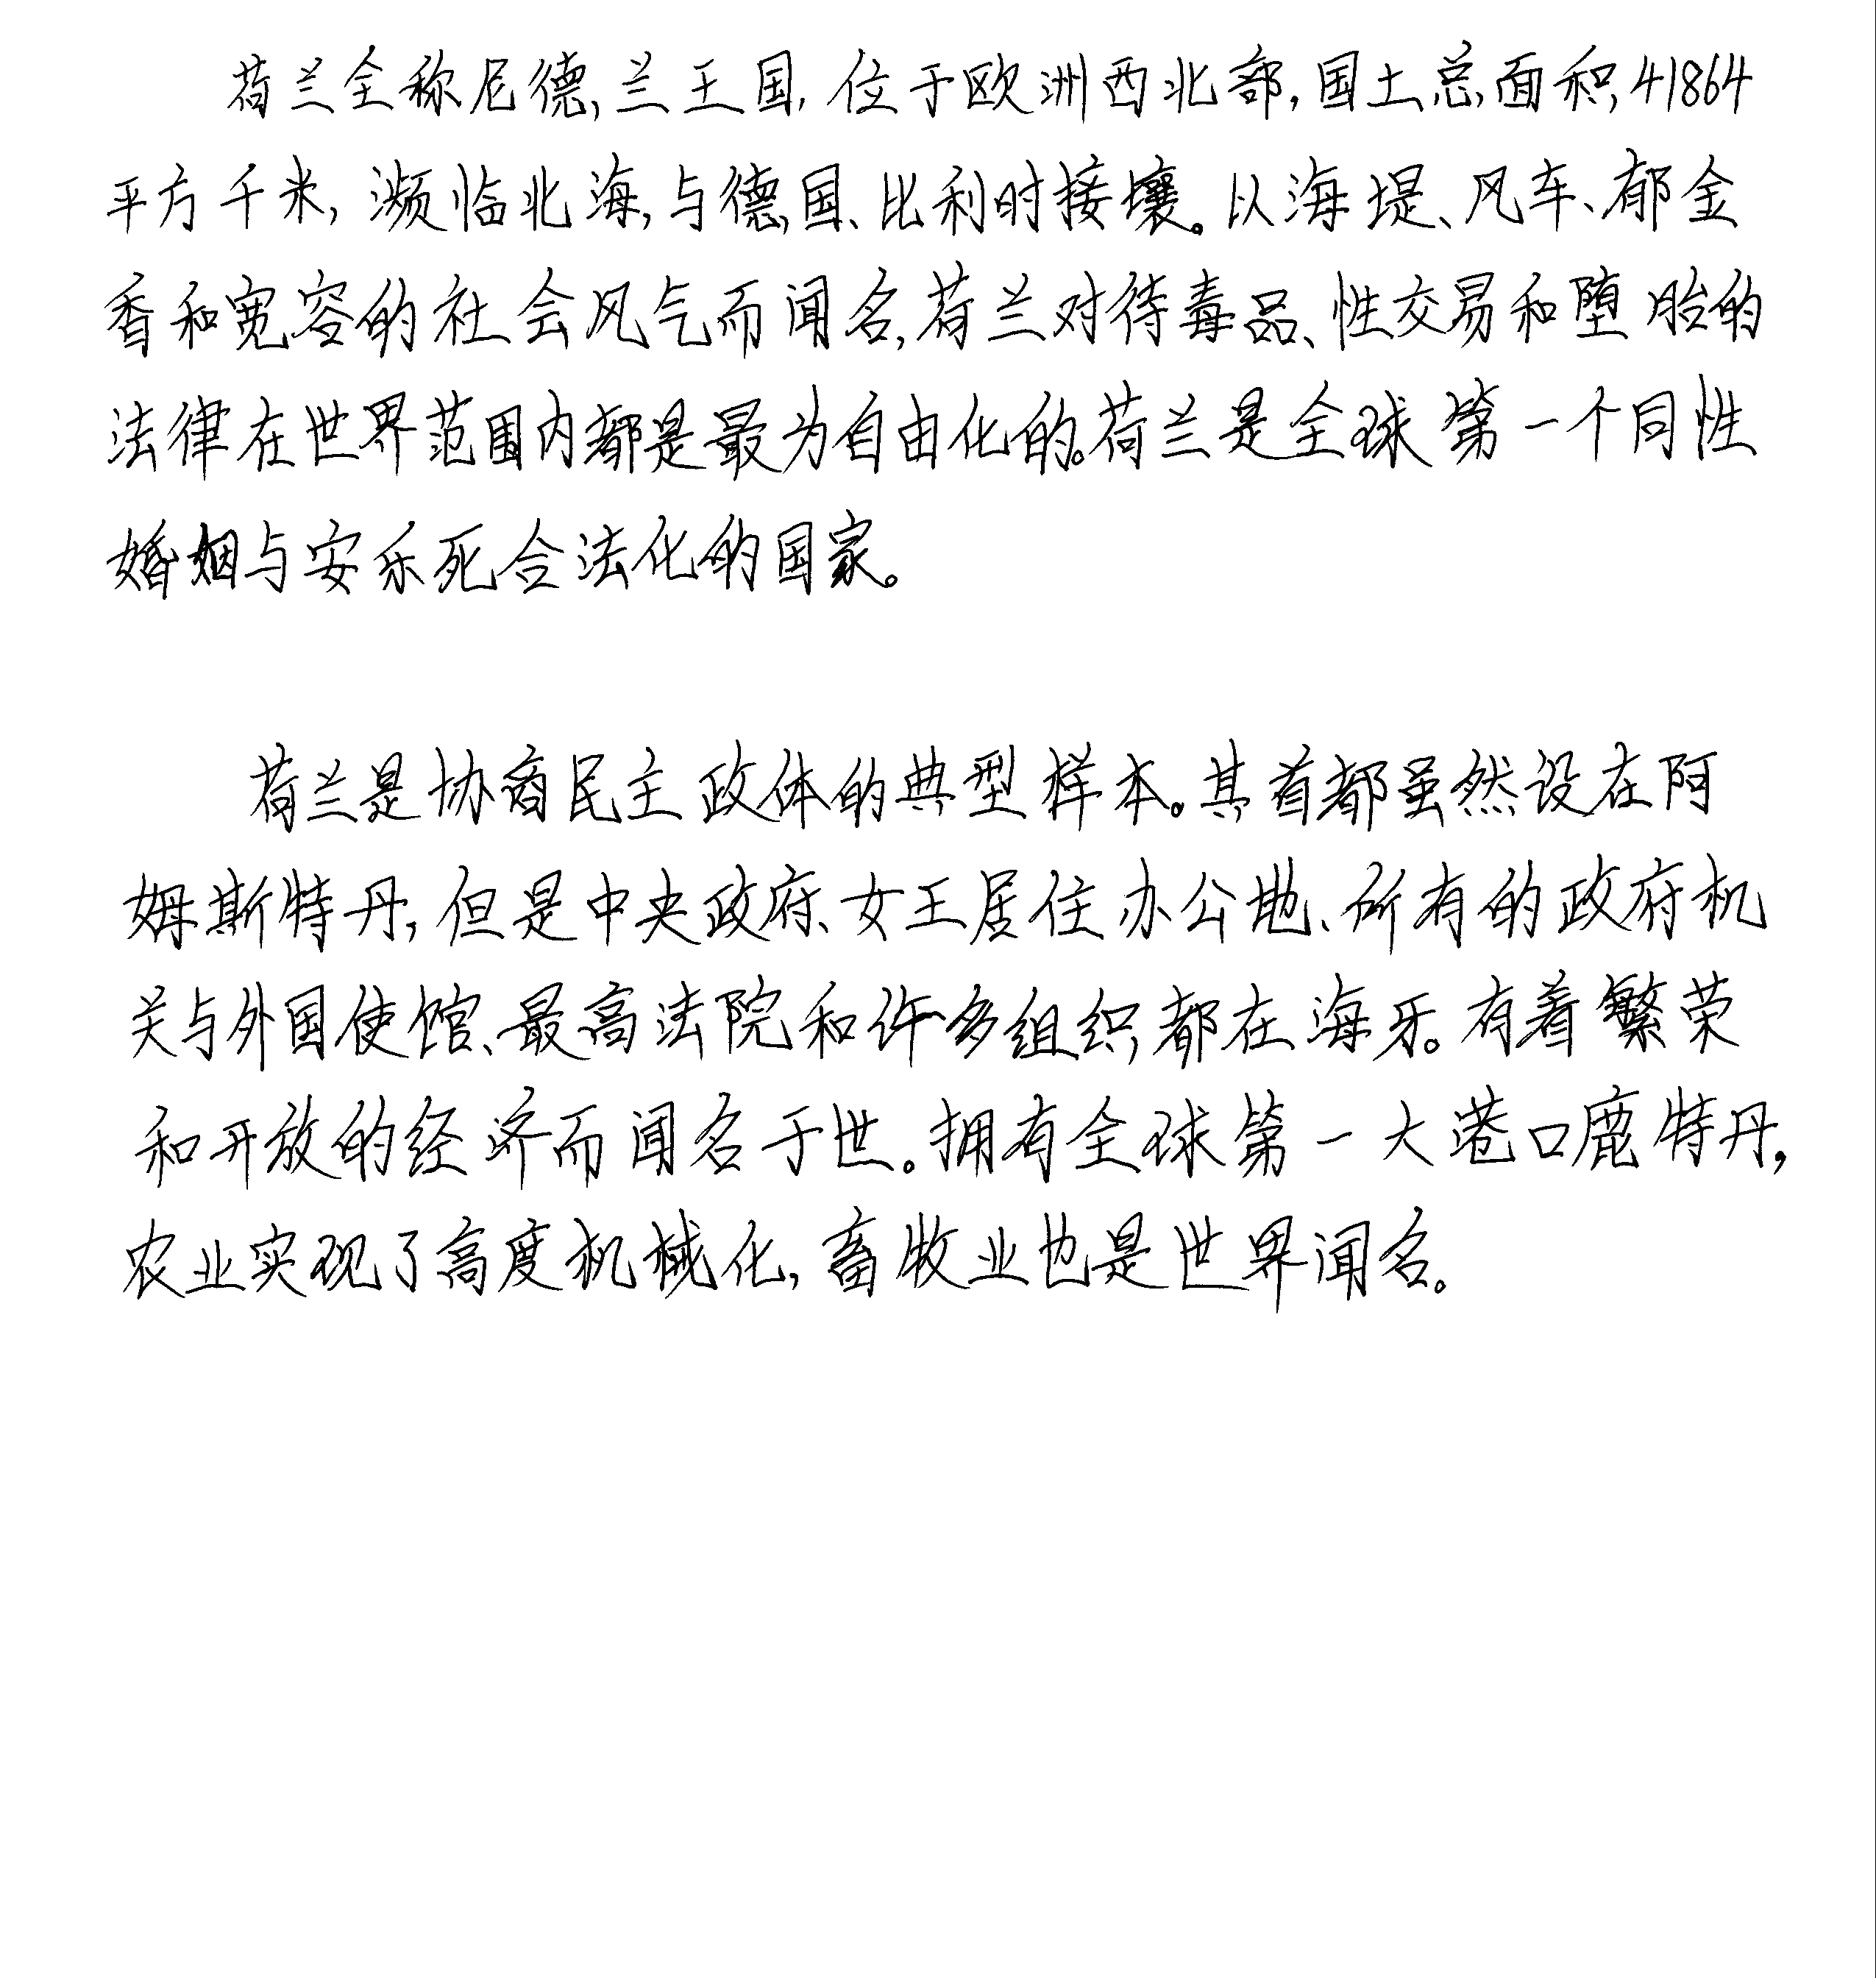 荷兰全称尼德兰王国,位于欧洲西北部,国土总面积41864
平方千米,濒临北海,与德国、比利时接壤。以海堤、风车、郁金
香和宽容的社会风气而闻名,荷兰对待毒品、性交易和堕胎的
法律在世界范围内都是最为自由化的。荷兰是全球第一个同性
婚姻与安乐死合法化的国家。
荷兰是协商民主政体的典型样本。其首都虽然设在阿
姆斯特丹,但是中央政府、女王居住办公地、所有的政府机
关与外国使馆、最高法院和许多组织都在海牙。有着繁荣
和开放的经济而闻名于世。拥有全球第一大港口鹿特丹,
农业实现了高度机械化,畜牧业也是世界闻名。